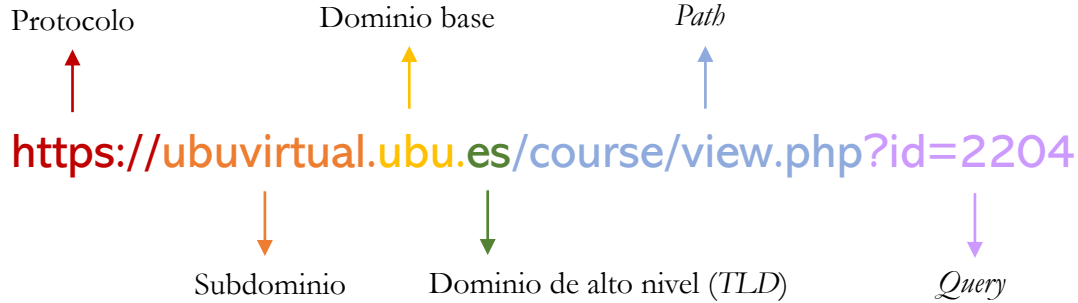 Protocolo Dominio base Path
https://ubuvirtual.ubu.es/course/view.php?id=2204
Subdominio Dominio de alto nivel (TLD) Query